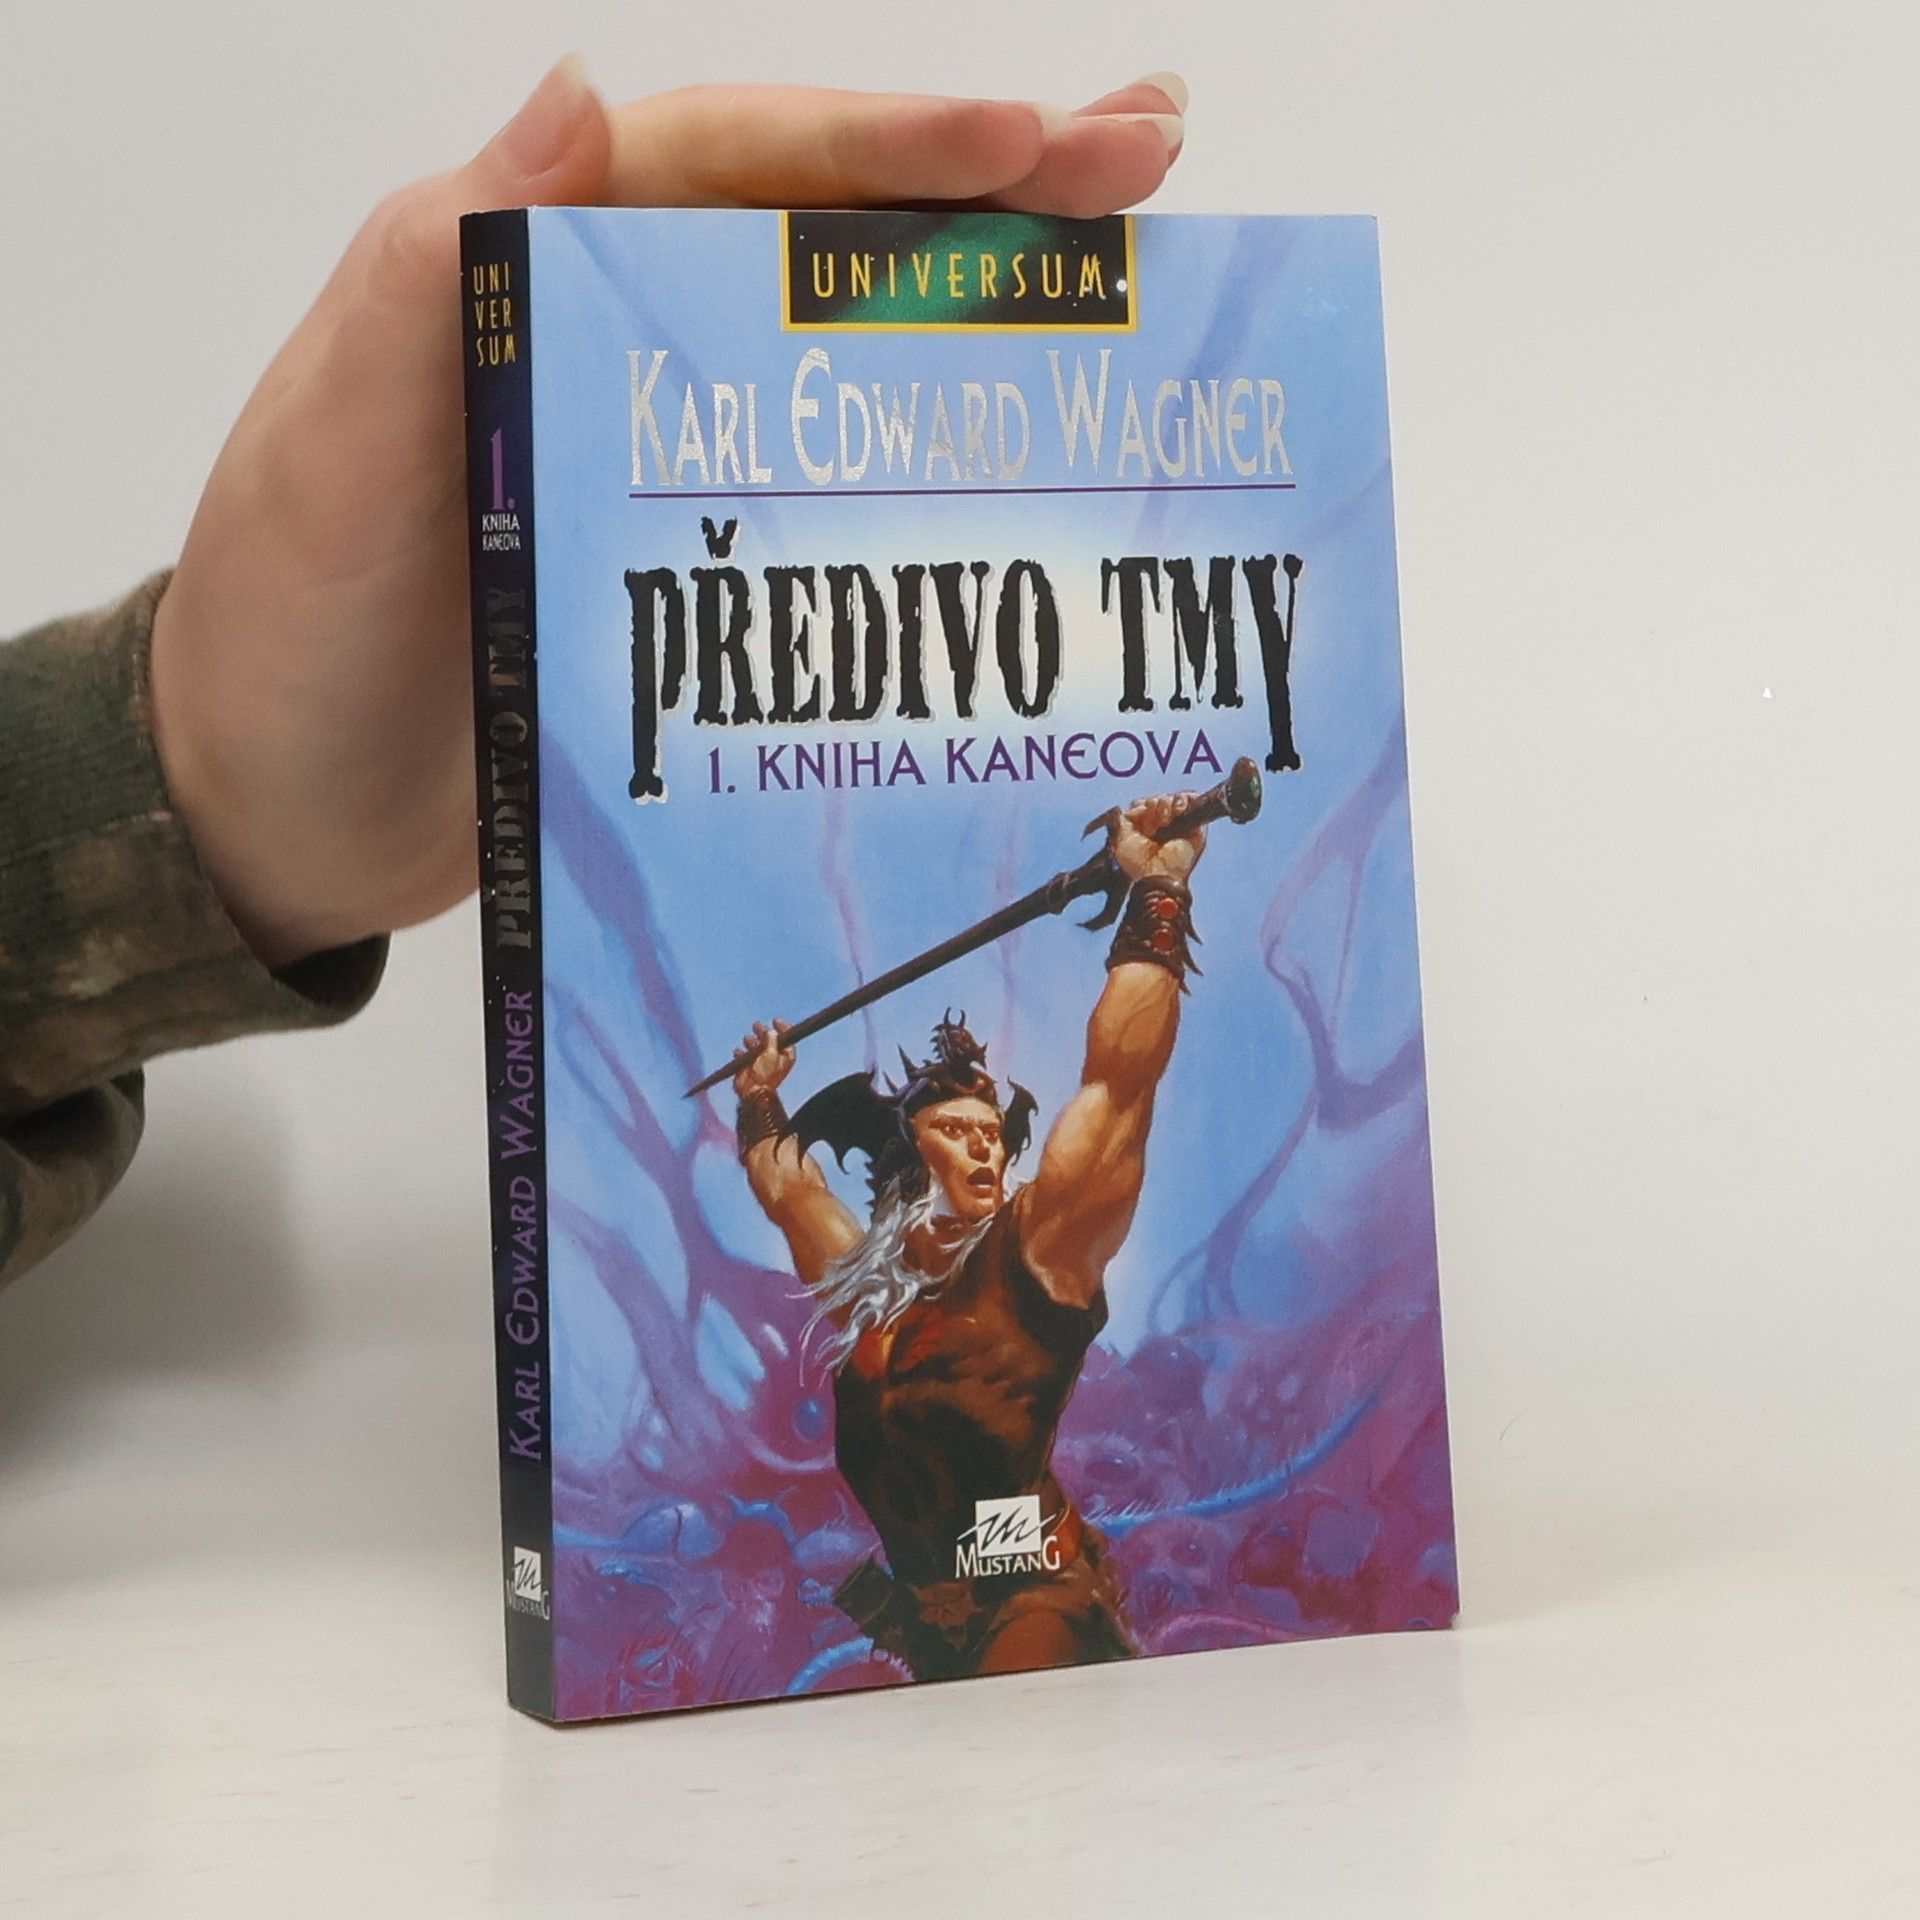 UNIVERSUM
KARL EDWARD WAGNER
PŘEDIVO TMY
1. KNIHA KANEOVA
MUSTANG
UNI
VER
SUM
1.
KNIHA
KANEOVA
PŘEDIVO TMY
KARL EDWARD WAGNER
MUSTANG